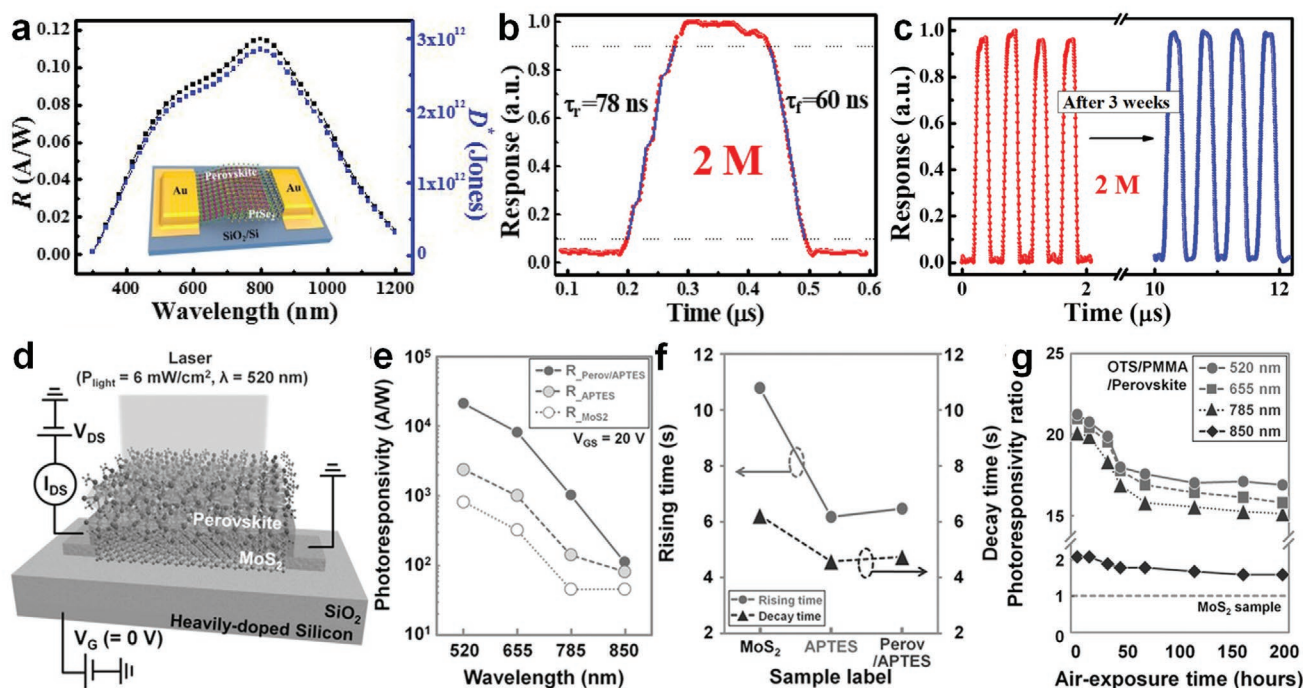 a
0.12
0.10
0.08
0.06
0.04
0.02
0.00
R (A/W)
3x10¹²
2x10¹²
1x10¹²
0
D* (Jones)
Perovskite
Au
Au
PtSe₂
SiO₂/Si
400 600 800 1000 1200
Wavelength (nm)
b
1.0
0.8
0.6
0.4
0.2
0.0
Response (a.u.)
τr=78 ns
τf=60 ns
2 M
0.1 0.2 0.3 0.4 0.5 0.6
Time (μs)
c
1.0
0.8
0.6
0.4
0.2
0.0
Response (a.u.)
After 3 weeks
2 M
0 2 10 12
Time (μs)
d
Laser
(Plight = 6 mW/cm², λ = 520 nm)
VDS
IDS
Perovskite
MoS₂
SiO₂
Heavily-doped Silicon
VG (= 0 V)
e
10⁵
10⁴
10³
10²
10¹
Photoresponsivity (A/W)
R_Perov/APTES
R_APTES
R_MoS2
VGS = 20 V
520 655 785 850
Wavelength (nm)
f
12
10
8
6
4
2
Rising time (s)
12
10
8
6
4
2
Decay time (s)
Rising time
Decay time
MoS₂ APTES Perov
/APTES
Sample label
g
25
20
15
2
1
0
Photoresponsivity ratio
OTS/PMMA
/Perovskite
520 nm
655 nm
785 nm
850 nm
MoS₂ sample
0 50 100 150 200
Air-exposure time (hours)